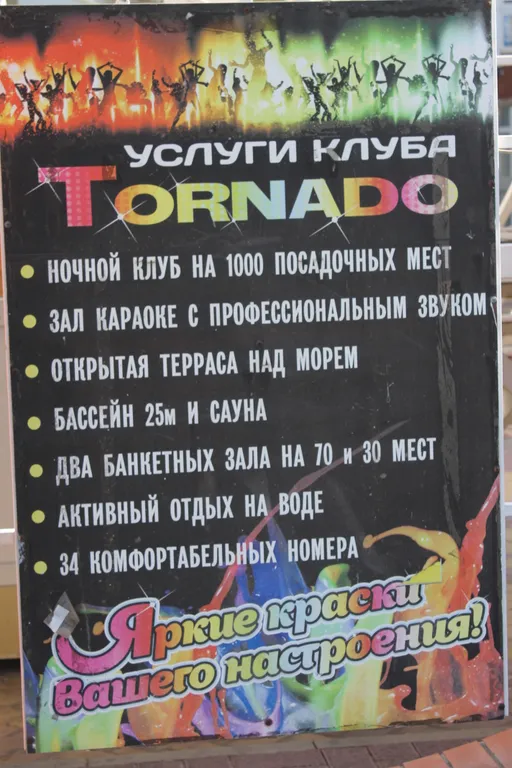 УСЛУГИ КЛУБА
TORNADO
НОЧНОЙ КЛУБ НА 1000 ПОСАДОЧНЫХ МЕСТ
ЗАЛ КАРАОКЕ С ПРОФЕССИОНАЛЬНЫМ ЗВУКОМ
ОТКРЫТАЯ ТЕРРАСА НАД МОРЕМ
БАССЕЙН 25м И САУНА
ДВА БАНКЕТНЫХ ЗАЛА НА 70 и 30 МЕСТ
АКТИВНЫЙ ОТДЫХ НА ВОДЕ
34 КОМФОРТАБЕЛЬНЫХ НОМЕРА
Яркие краски
вашего настроения!